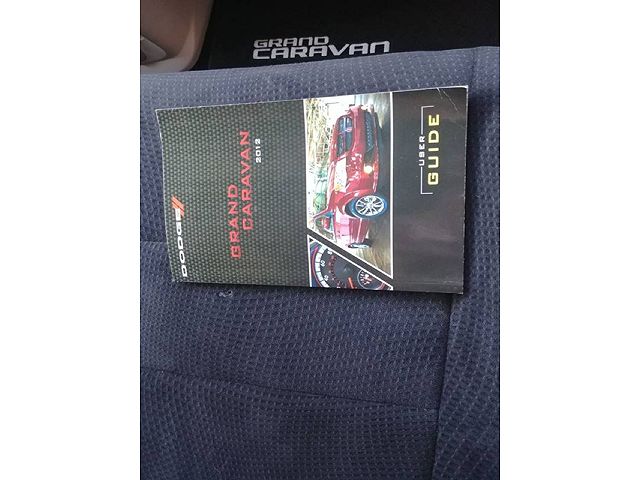 GRAND
CARAVAN
DODGE
GRAND
CARAVAN
2012
USER
GUIDE